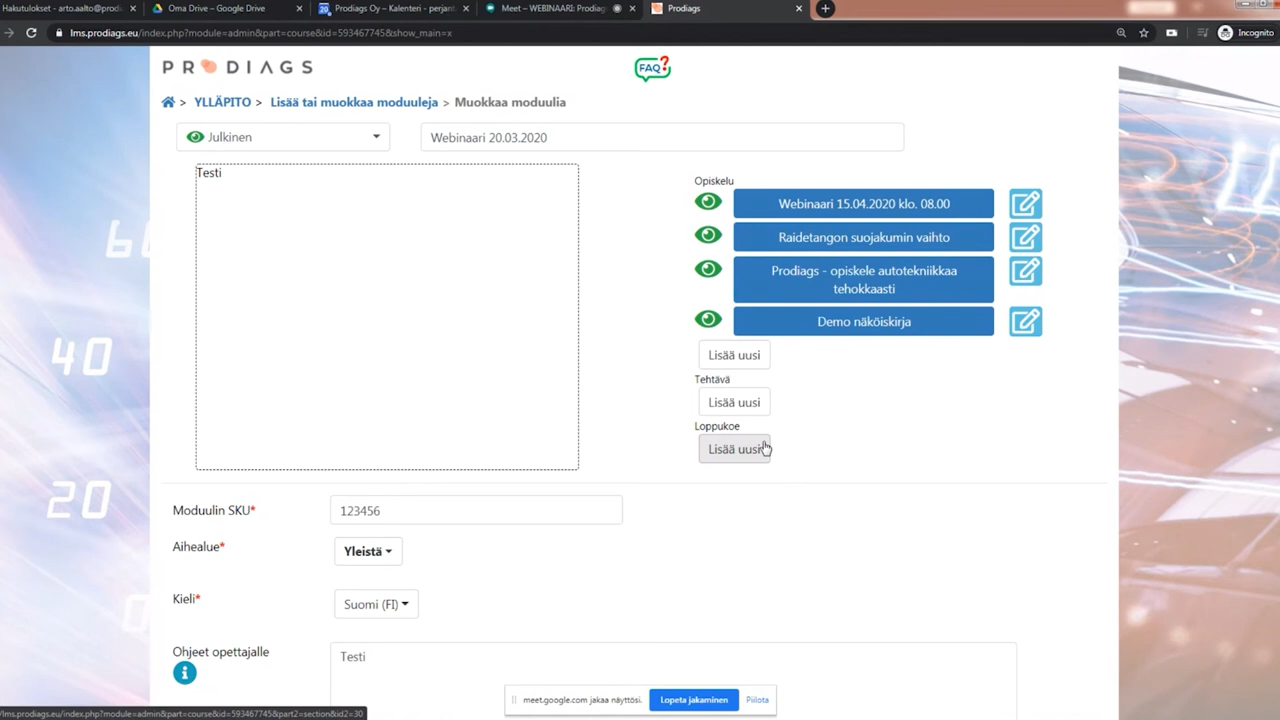 Hakutulokset - arto.aalto@prodi
Oma Drive – Google Drive
20
Prodiags Oy – Kalenteri - perjant
Meet – WEBINAARI: Prodiags
Prodiags
lms.prodiags.eu/index.php?module=admin&part=course&id=593467745&show_main=x
Incognito
PRODIAGS
FAQ?
> YLLÄPITO > Lisää tai muokkaa moduuleja > Muokkaa moduulia
Julkinen
Webinaari 20.03.2020
Testi
Opiskelu
Webinaari 15.04.2020 klo. 08.00
Raidetangon suojakumin vaihto
Prodiags - opiskele autotekniikkaa
tehokkaasti
Demo näköiskirja
Lisää uusi
Tehtävä
Lisää uusi
Loppukoe
Lisää uusi
40
20
Moduulin SKU*
123456
Aihealue*
Yleistä
Kieli*
Suomi (FI)
Ohjeet opettajalle
Testi
meet.google.com jakaa näyttösi.
Lopeta jakaminen
Piilota
/lms.prodiags.eu/index.php?module=admin&part=course&id=593467745&part2=section&id2=30